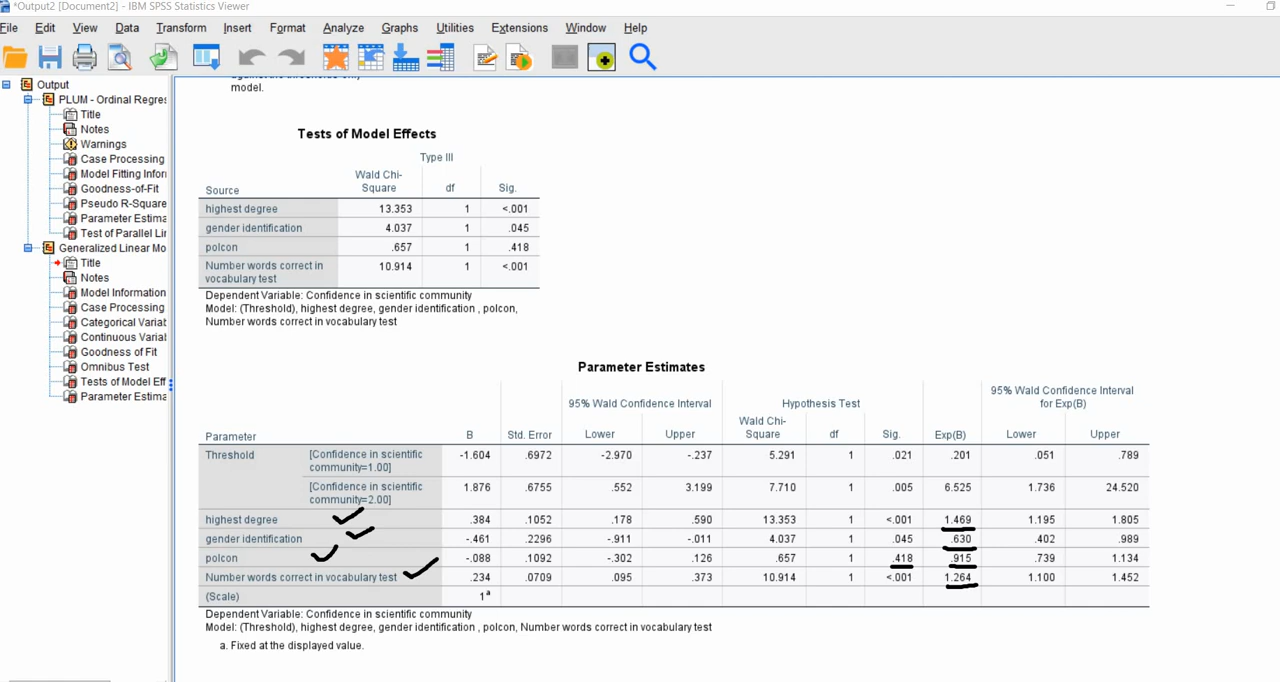 *Output2 [Document2] - IBM SPSS Statistics Viewer
File Edit View Data Transform Insert Format Analyze Graphs Utilities Extensions Window Help
Output
PLUM - Ordinal Regres
Title
Notes
Warnings
Case Processing
Model Fitting Infor
Goodness-of-Fit
Pseudo R-Square
Parameter Estima
Test of Parallel Lin
Generalized Linear Mo
Title
Notes
Model Information
Case Processing
Categorical Variab
Continuous Variab
Goodness of Fit
Omnibus Test
Tests of Model Eff
Parameter Estima
model.
Tests of Model Effects
Type III
Source Wald Chi-Square df Sig.
highest degree 13.353 1 <.001
gender identification 4.037 1 .045
polcon .657 1 .418
Number words correct in
vocabulary test 10.914 1 <.001
Dependent Variable: Confidence in scientific community
Model: (Threshold), highest degree, gender identification , polcon,
Number words correct in vocabulary test
Parameter Estimates
95% Wald Confidence Interval Hypothesis Test 95% Wald Confidence Interval for Exp(B)
Parameter B Std. Error Lower Upper Wald Chi-Square df Sig. Exp(B) Lower Upper
Threshold [Confidence in scientific
community=1.00] -1.604 .6972 -2.970 -.237 5.291 1 .021 .201 .051 .789
[Confidence in scientific
community=2.00] 1.876 .6755 .552 3.199 7.710 1 .005 6.525 1.736 24.520
highest degree .384 .1052 .178 .590 13.353 1 <.001 1.469 1.195 1.805
gender identification -.461 .2296 -.911 -.011 4.037 1 .045 .630 .402 .989
polcon -.088 .1092 -.302 .126 .657 1 .418 .915 .739 1.134
Number words correct in vocabulary test .234 .0709 .095 .373 10.914 1 <.001 1.264 1.100 1.452
(Scale) 1a
Dependent Variable: Confidence in scientific community
Model: (Threshold), highest degree, gender identification , polcon, Number words correct in vocabulary test
a. Fixed at the displayed value.